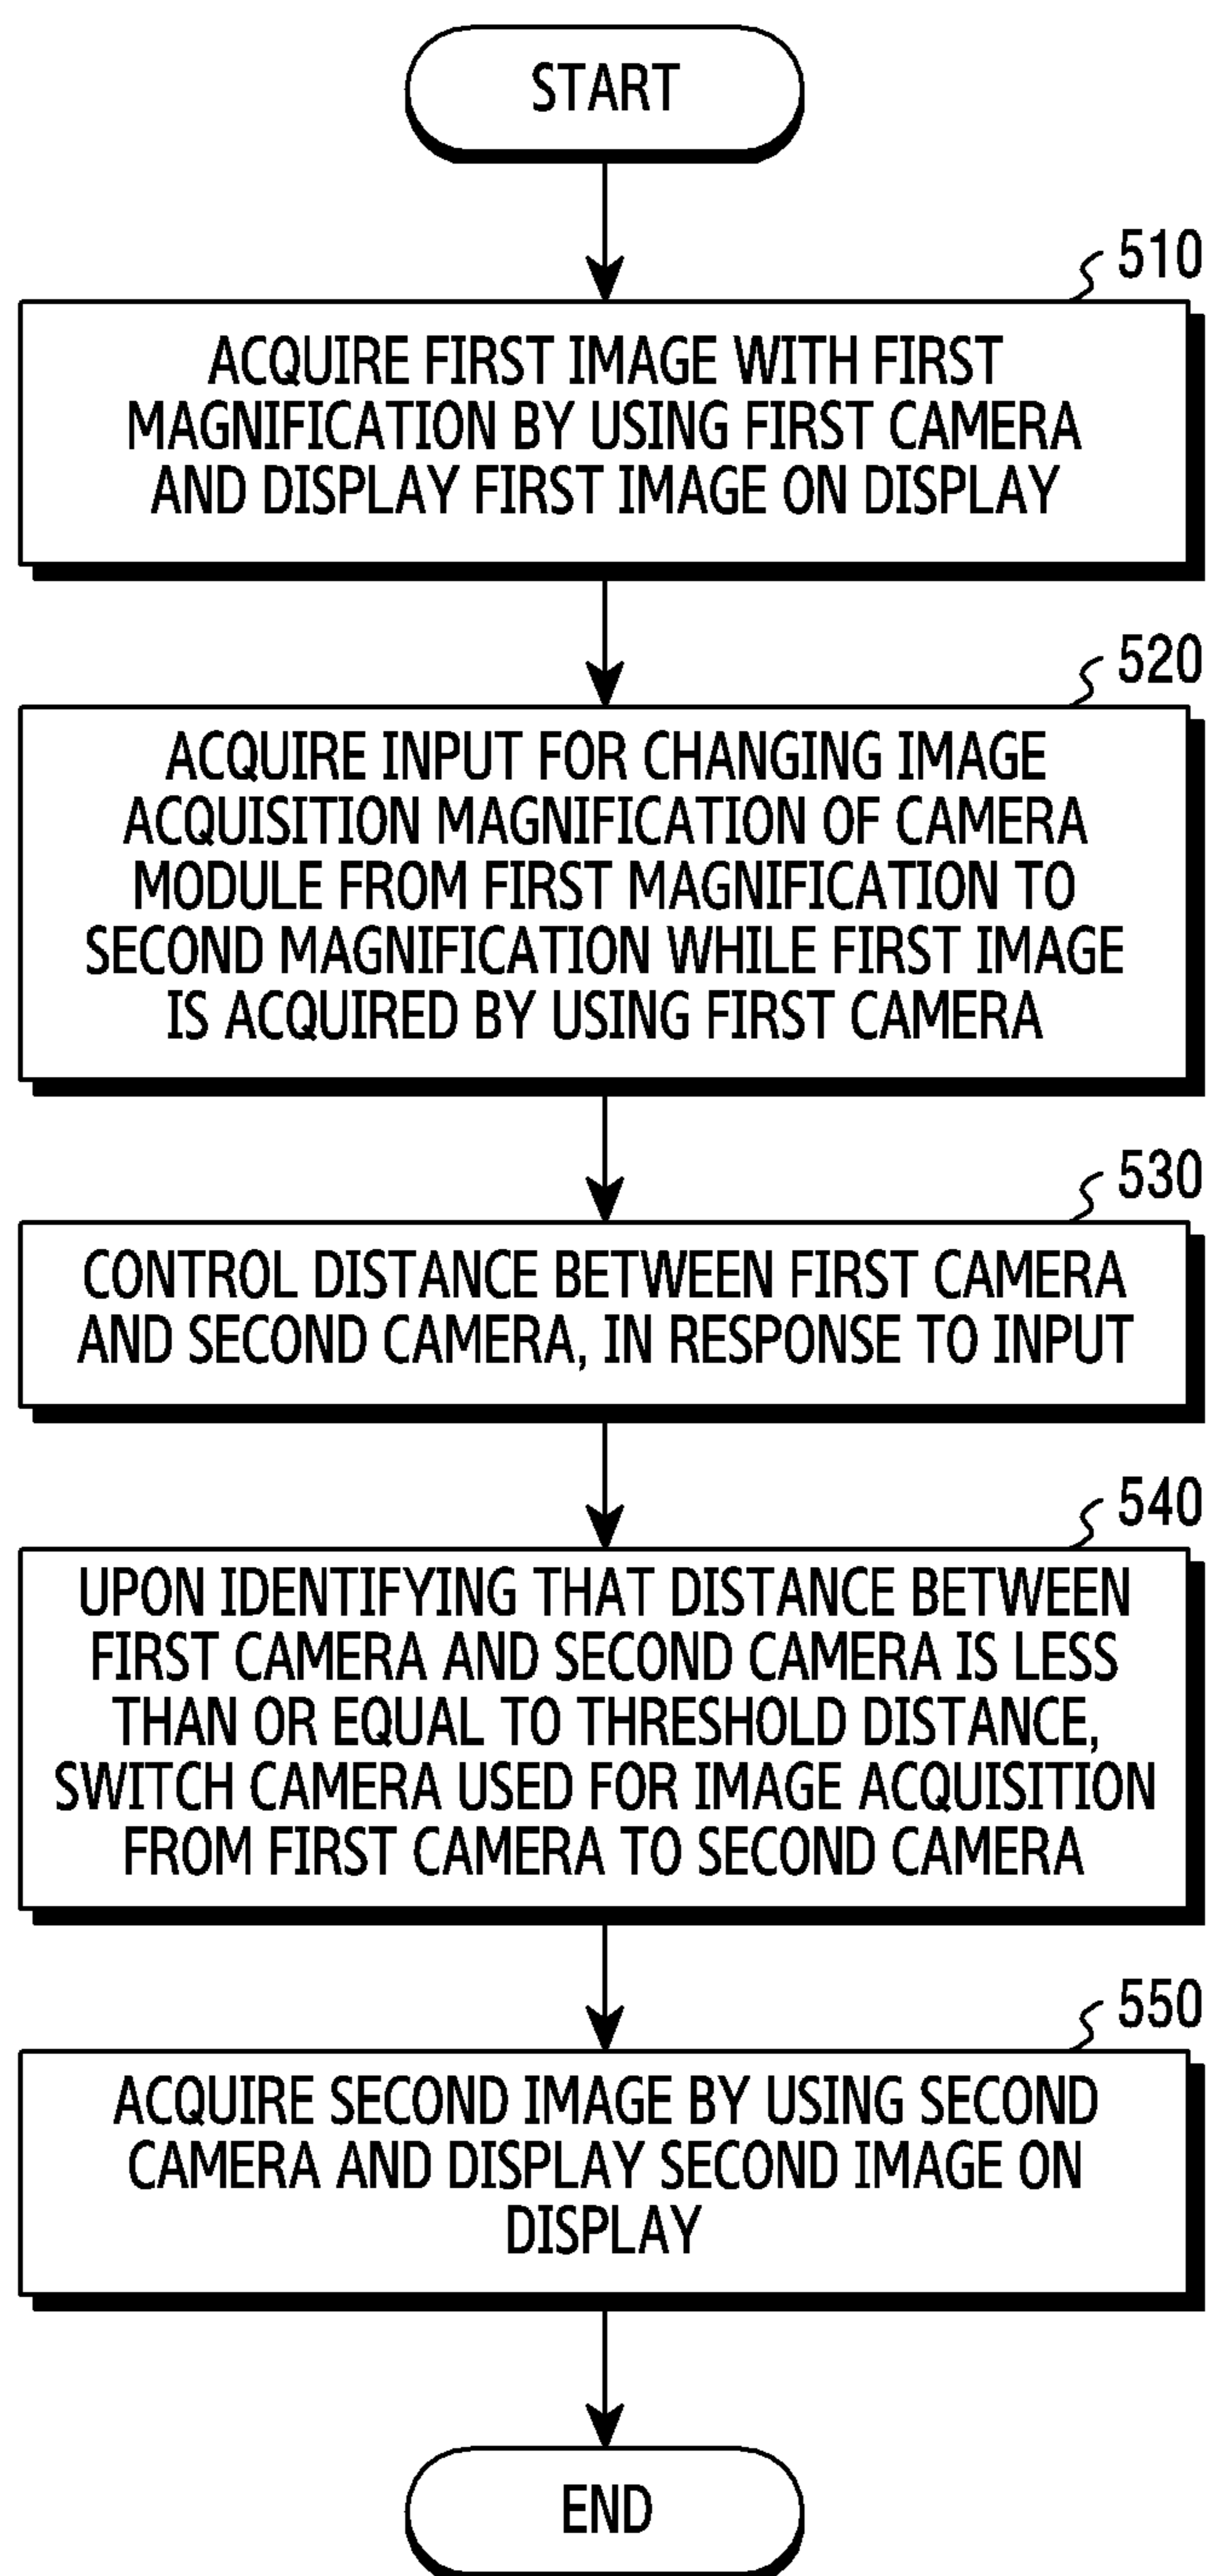 START
510
ACQUIRE FIRST IMAGE WITH FIRST
MAGNIFICATION BY USING FIRST CAMERA
AND DISPLAY FIRST IMAGE ON DISPLAY
520
ACQUIRE INPUT FOR CHANGING IMAGE
ACQUISITION MAGNIFICATION OF CAMERA
MODULE FROM FIRST MAGNIFICATION TO
SECOND MAGNIFICATION WHILE FIRST IMAGE
IS ACQUIRED BY USING FIRST CAMERA
530
CONTROL DISTANCE BETWEEN FIRST CAMERA
AND SECOND CAMERA, IN RESPONSE TO INPUT
540
UPON IDENTIFYING THAT DISTANCE BETWEEN
FIRST CAMERA AND SECOND CAMERA IS LESS
THAN OR EQUAL TO THRESHOLD DISTANCE,
SWITCH CAMERA USED FOR IMAGE ACQUISITION
FROM FIRST CAMERA TO SECOND CAMERA
550
ACQUIRE SECOND IMAGE BY USING SECOND
CAMERA AND DISPLAY SECOND IMAGE ON
DISPLAY
END